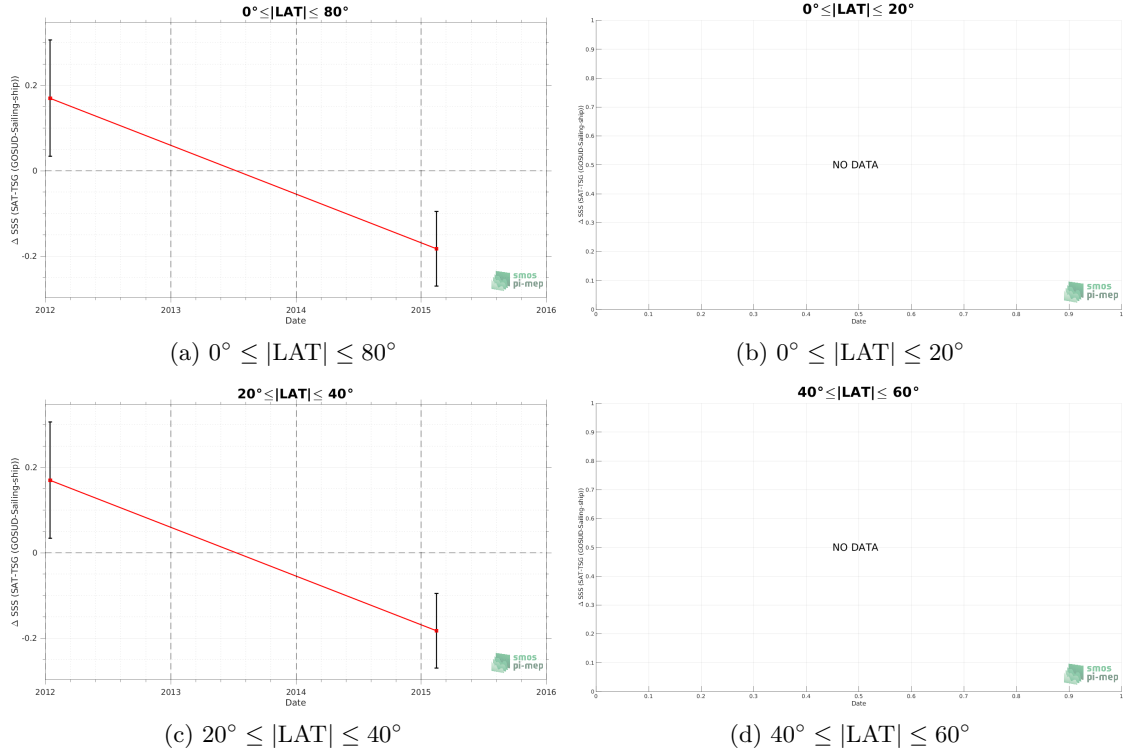 0°≤|LAT|≤ 80°
Δ SSS (SAT-TSG (GOSUD-Sailing-ship))
0.2
0
-0.2
2012 2013 2014 2015 2016
Date
smos
pi-mep
(a) 0° ≤ |LAT| ≤ 80°
0°≤|LAT|≤ 20°
Δ SSS (SAT-TSG (GOSUD-Sailing-ship))
1
0.9
0.8
0.7
0.6
0.5
0.4
0.3
0.2
0.1
0
NO DATA
0 0.1 0.2 0.3 0.4 0.5 0.6 0.7 0.8 0.9 1
Date
smos
pi-mep
(b) 0° ≤ |LAT| ≤ 20°
20°≤|LAT|≤ 40°
Δ SSS (SAT-TSG (GOSUD-Sailing-ship))
0.2
0
-0.2
2012 2013 2014 2015 2016
Date
smos
pi-mep
(c) 20° ≤ |LAT| ≤ 40°
40°≤|LAT|≤ 60°
Δ SSS (SAT-TSG (GOSUD-Sailing-ship))
1
0.9
0.8
0.7
0.6
0.5
0.4
0.3
0.2
0.1
0
NO DATA
0 0.1 0.2 0.3 0.4 0.5 0.6 0.7 0.8 0.9 1
Date
smos
pi-mep
(d) 40° ≤ |LAT| ≤ 60°